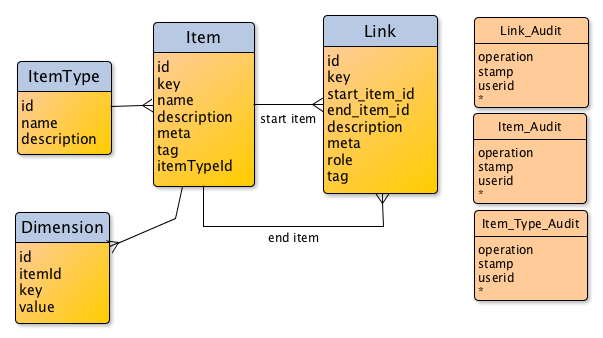 ItemType
id
name
description
Item
id
key
name
description
meta
tag
itemTypeId
start item
Link
id
key
start_item_id
end_item_id
description
meta
role
tag
end item
Dimension
id
itemId
key
value
Link_Audit
operation
stamp
userid
*
Item_Audit
operation
stamp
userid
*
Item_Type_Audit
operation
stamp
userid
*